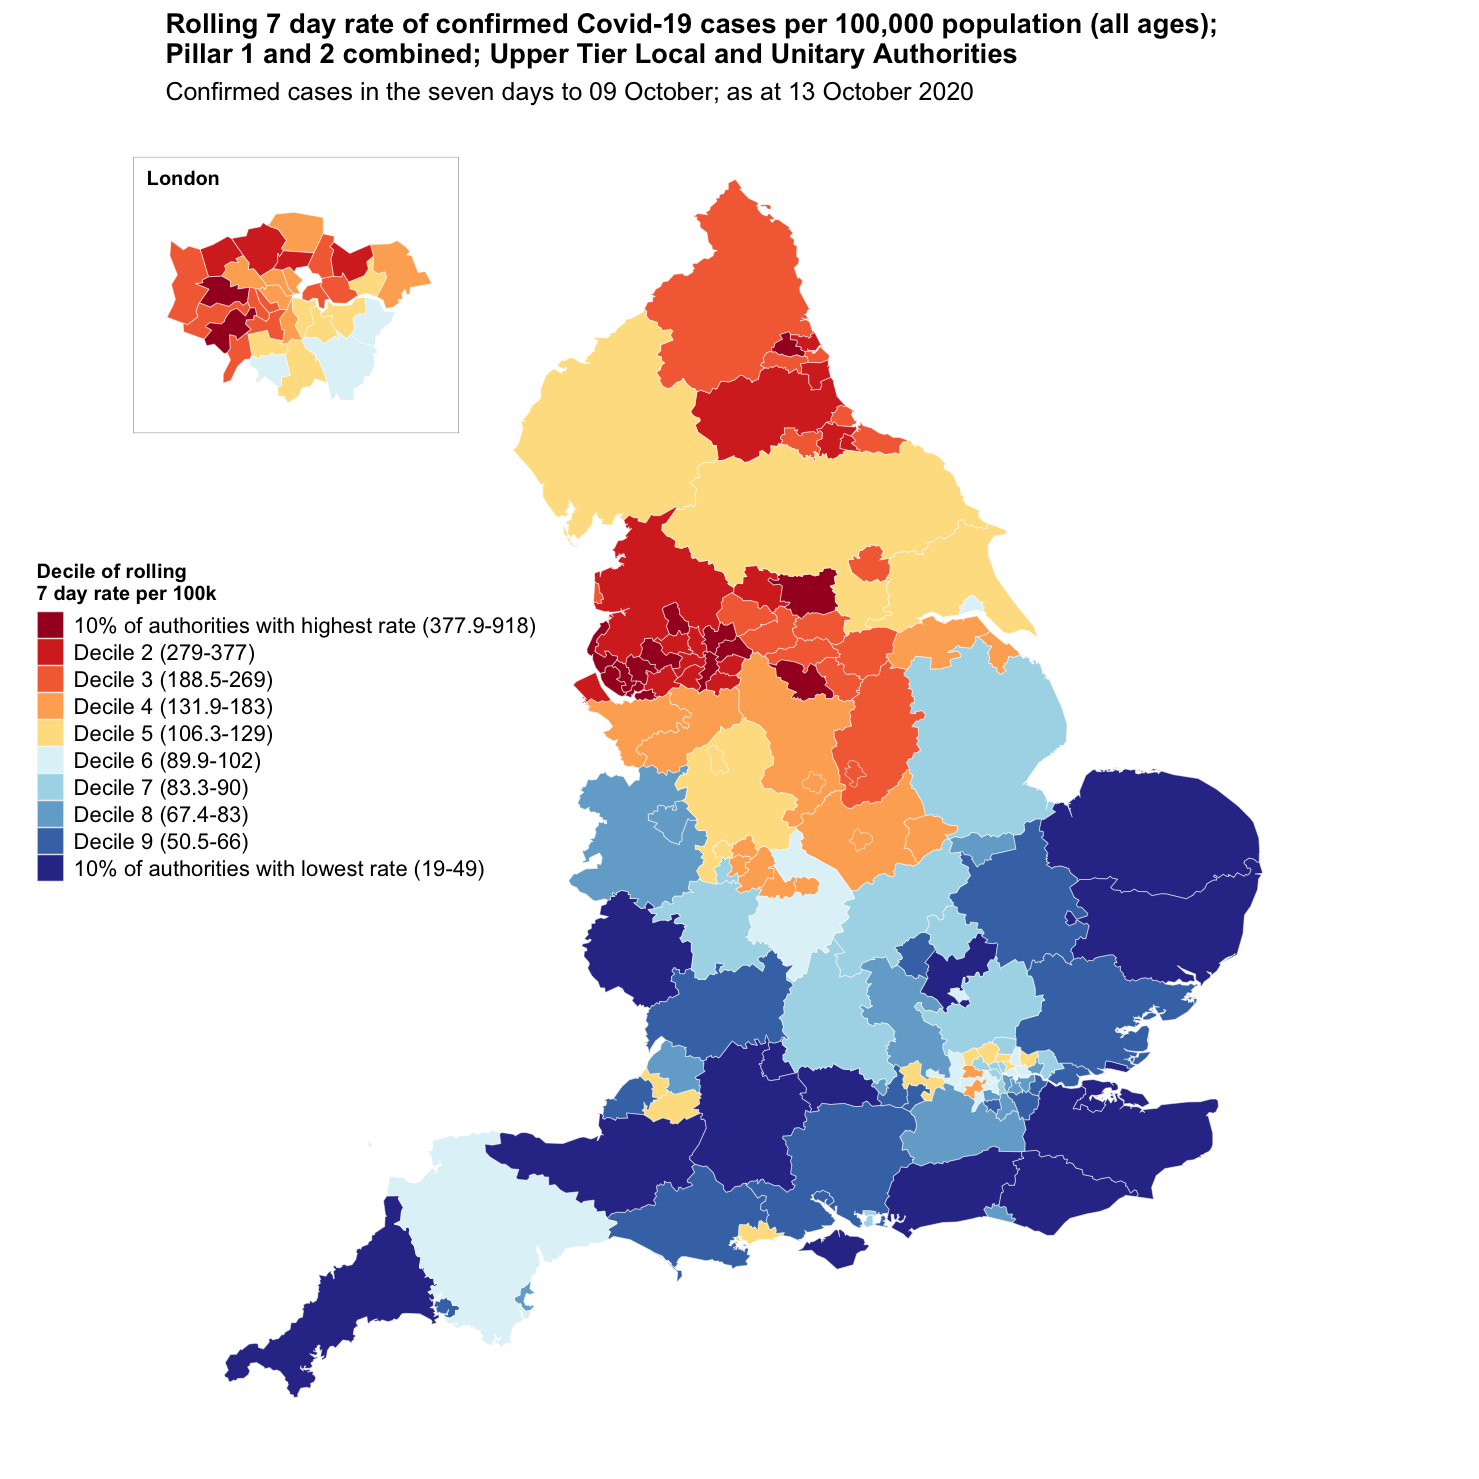 Rolling 7 day rate of confirmed Covid-19 cases per 100,000 population (all ages);
Pillar 1 and 2 combined; Upper Tier Local and Unitary Authorities
Confirmed cases in the seven days to 09 October; as at 13 October 2020
London
Decile of rolling
7 day rate per 100k
10% of authorities with highest rate (377.9-918)
Decile 2 (279-377)
Decile 3 (188.5-269)
Decile 4 (131.9-183)
Decile 5 (106.3-129)
Decile 6 (89.9-102)
Decile 7 (83.3-90)
Decile 8 (67.4-83)
Decile 9 (50.5-66)
10% of authorities with lowest rate (19-49)